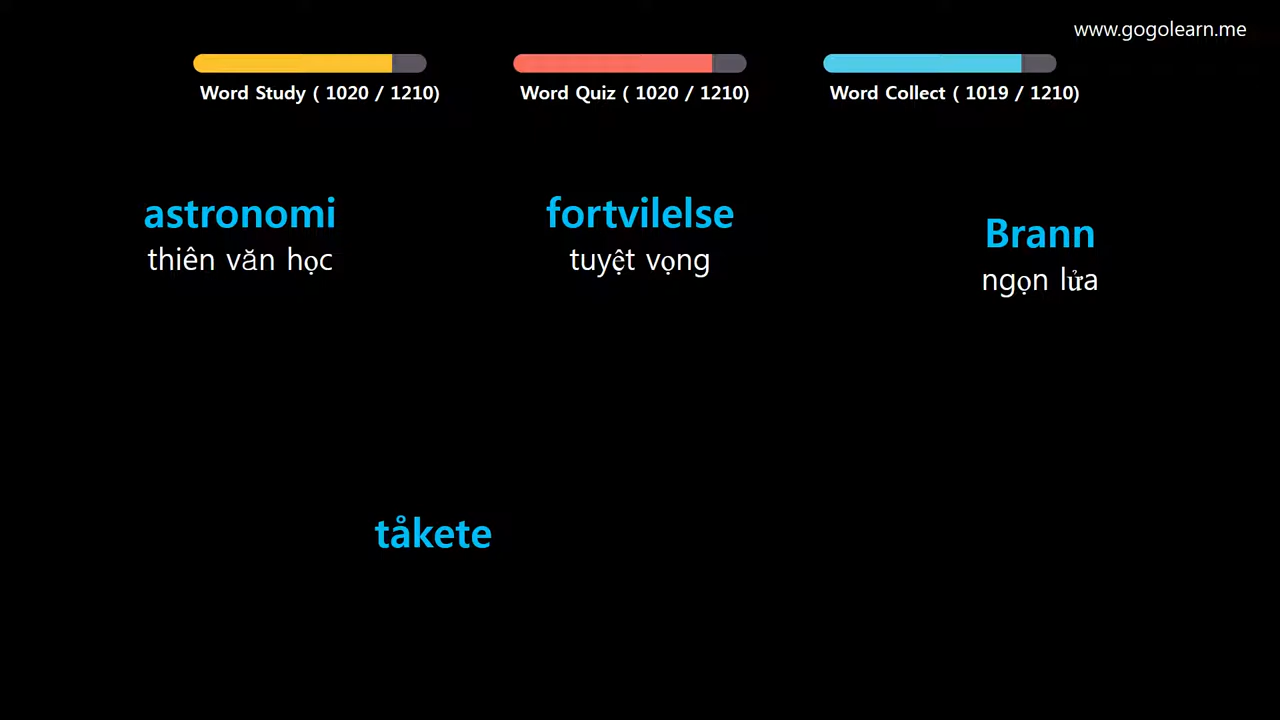 www.gogolearn.me
Word Study ( 1020 / 1210)
Word Quiz ( 1020 / 1210)
Word Collect ( 1019 / 1210)
astronomi
thiên văn học
fortvilelse
tuyệt vọng
Brann
ngọn lửa
tåkete